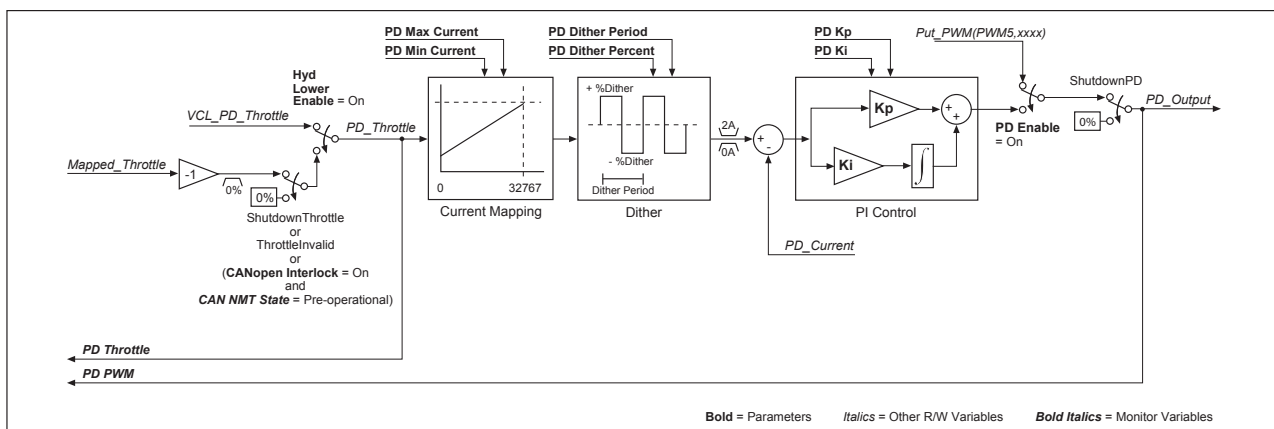 PD Max Current
PD Min Current
PD Dither Period
PD Dither Percent
PD Kp
PD Ki
Put_PWM(PWM5,xxxx)
Hyd
Lower
Enable = On
VCL_PD_Throttle
PD_Throttle
Mapped_Throttle
-1
0%
0%
ShutdownThrottle
or
ThrottleInvalid
or
(CANopen Interlock = On
and
CAN NMT State = Pre-operational)
0
32767
Current Mapping
+ %Dither
- %Dither
Dither Period
Dither
2A
0A
+
-
PD_Current
Kp
Ki
∫
+
+
PI Control
PD Enable
= On
ShutdownPD
0%
PD_Output
PD Throttle
PD PWM
Bold = Parameters Italics = Other R/W Variables Bold Italics = Monitor Variables